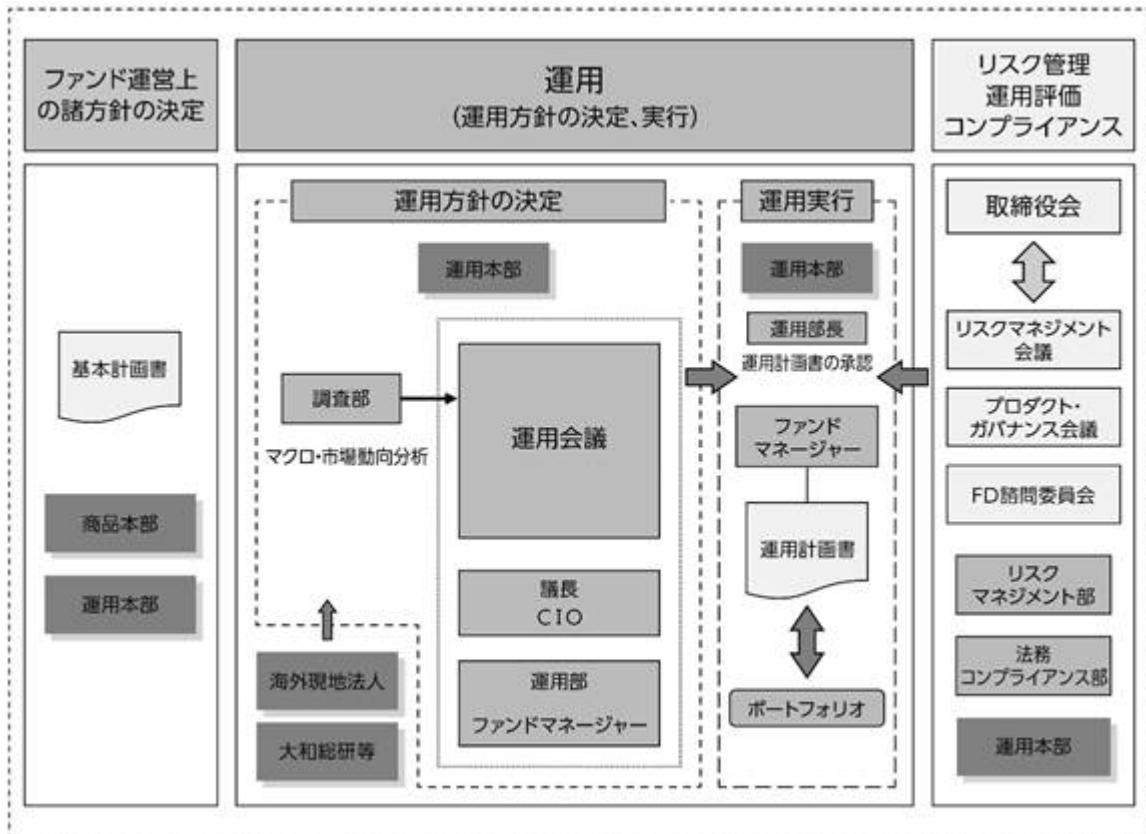 ファンド運営上
の諸方針の決定
運用
(運用方針の決定、実行)
リスク管理
運用評価
コンプライアンス
基本計画書
商品本部
運用本部
運用方針の決定
運用本部
調査部
マクロ・市場動向分析
運用会議
議長
CIO
運用部
ファンドマネージャー
海外現地法人
大和総研等
運用実行
運用本部
運用部長
運用計画書の承認
ファンド
マネージャー
運用計画書
ポートフォリオ
取締役会
リスクマネジメント
会議
プロダクト・
ガバナンス会議
FD諮問委員会
リスク
マネジメント部
法務
コンプライアンス部
運用本部